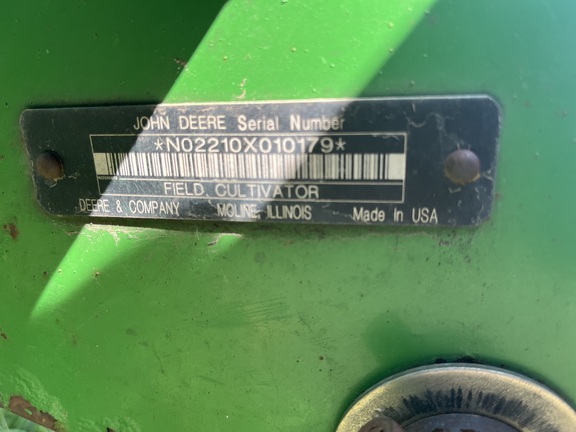 JOHN DEERE Serial Number
*N02210X010179*
FIELD CULTIVATOR
DEERE & COMPANY MOLINE, ILLINOIS Made In USA